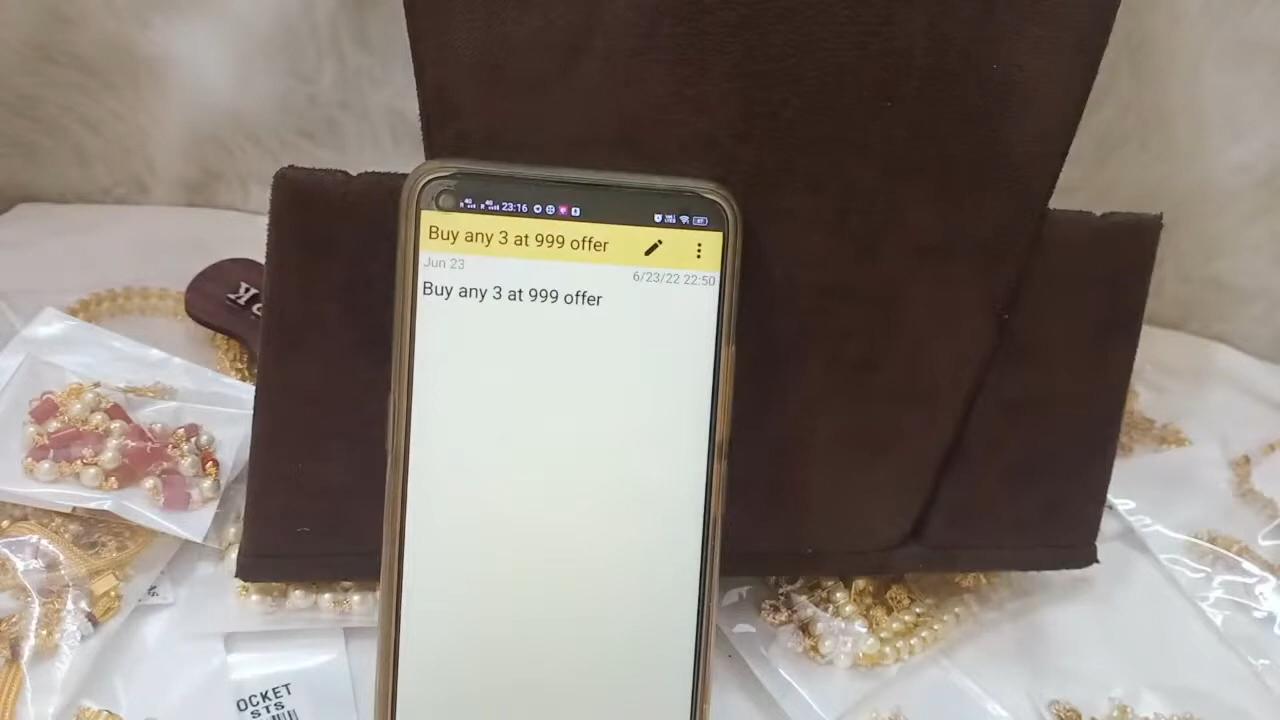 23:16
Buy any 3 at 999 offer
Jun 23
6/23/22 22:50
Buy any 3 at 999 offer
OCKET
STS